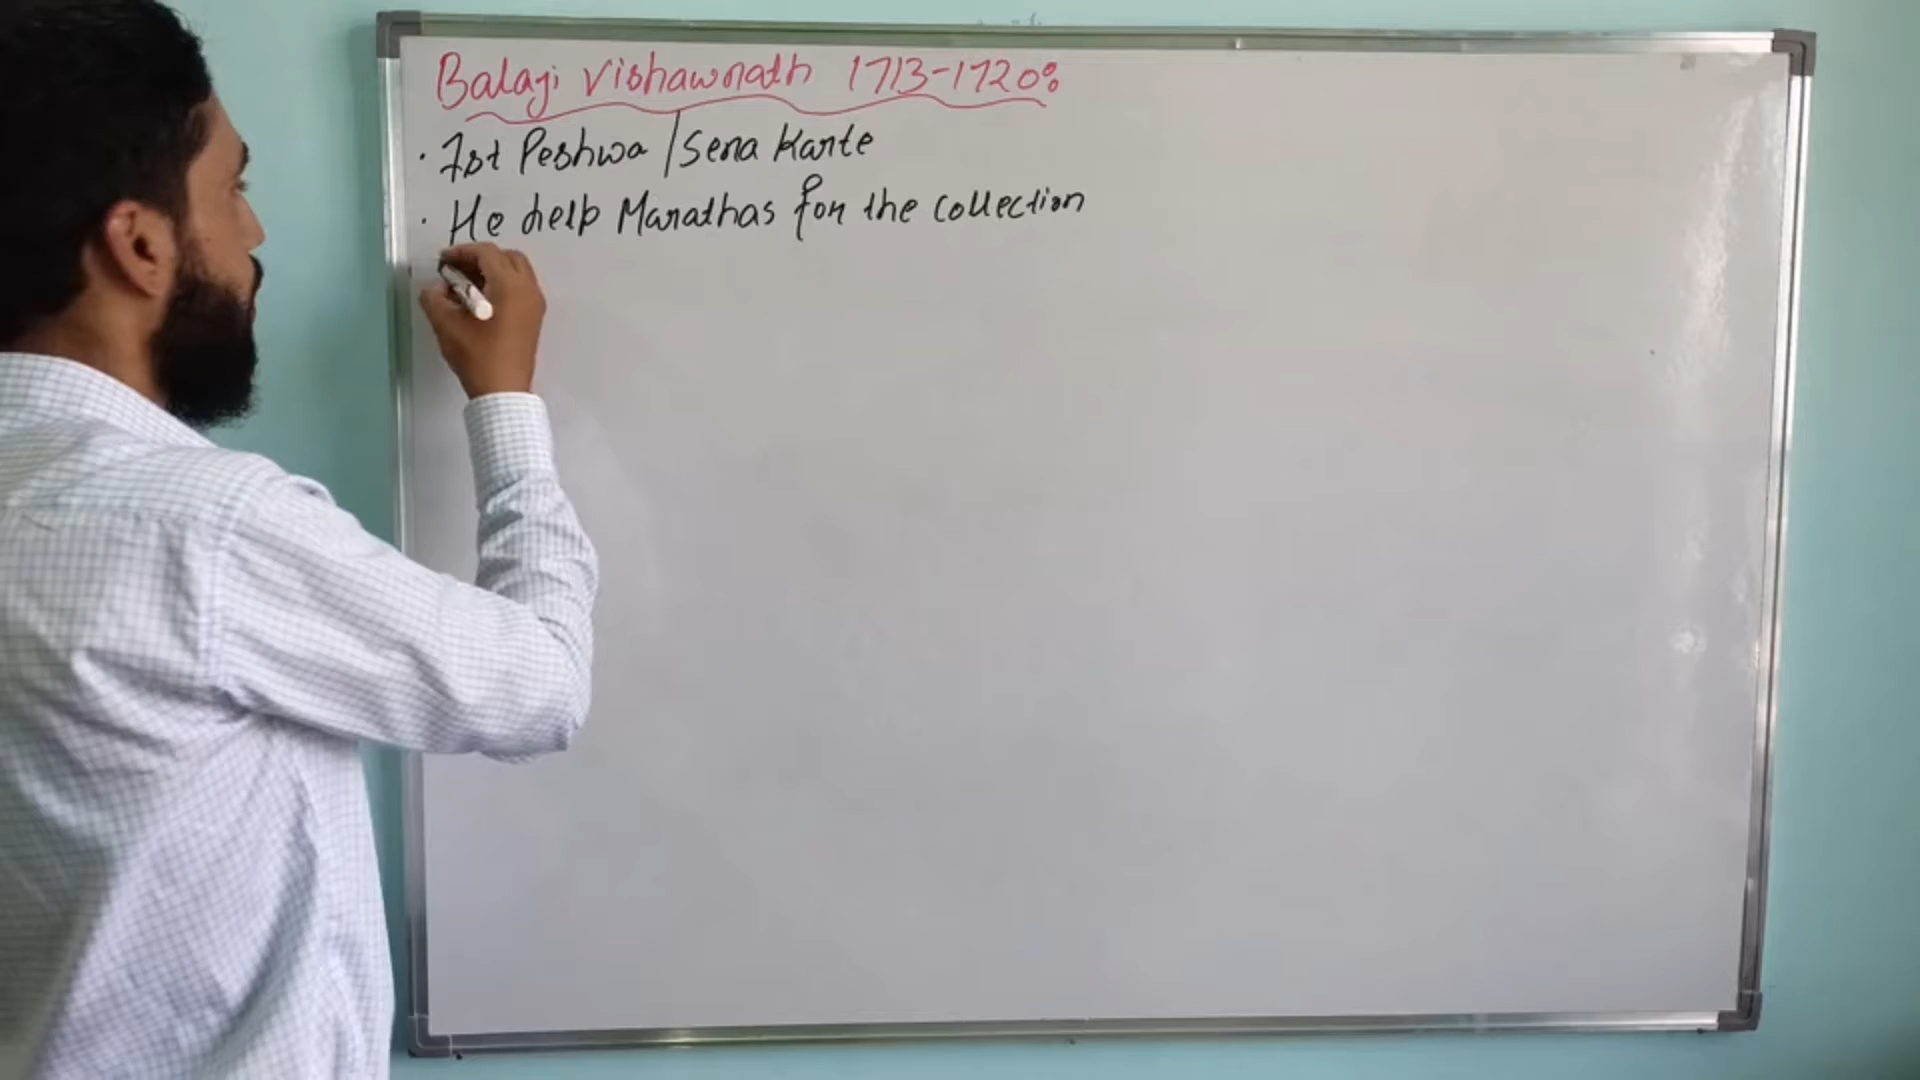 Balaji Vishawnath 1713-1720:
· 1st Peshwa / Sena Karte
· He help Marathas for the collection